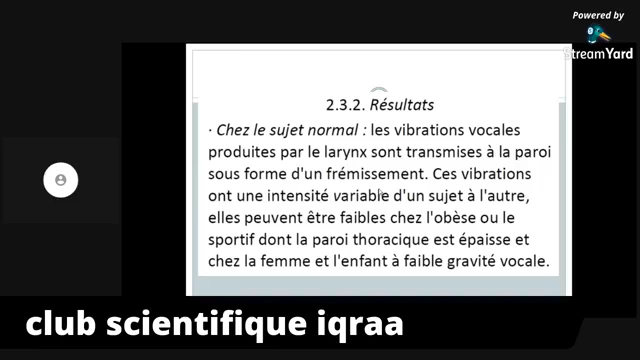 Powered by
StreamYard
2.3.2. Résultats
· Chez le sujet normal : les vibrations vocales
produites par le larynx sont transmises à la paroi
sous forme d'un frémissement. Ces vibrations
ont une intensité variable d'un sujet à l'autre,
elles peuvent être faibles chez l'obèse ou le
sportif dont la paroi thoracique est épaisse et
chez la femme et l'enfant à faible gravité vocale.
club scientifique iqraa